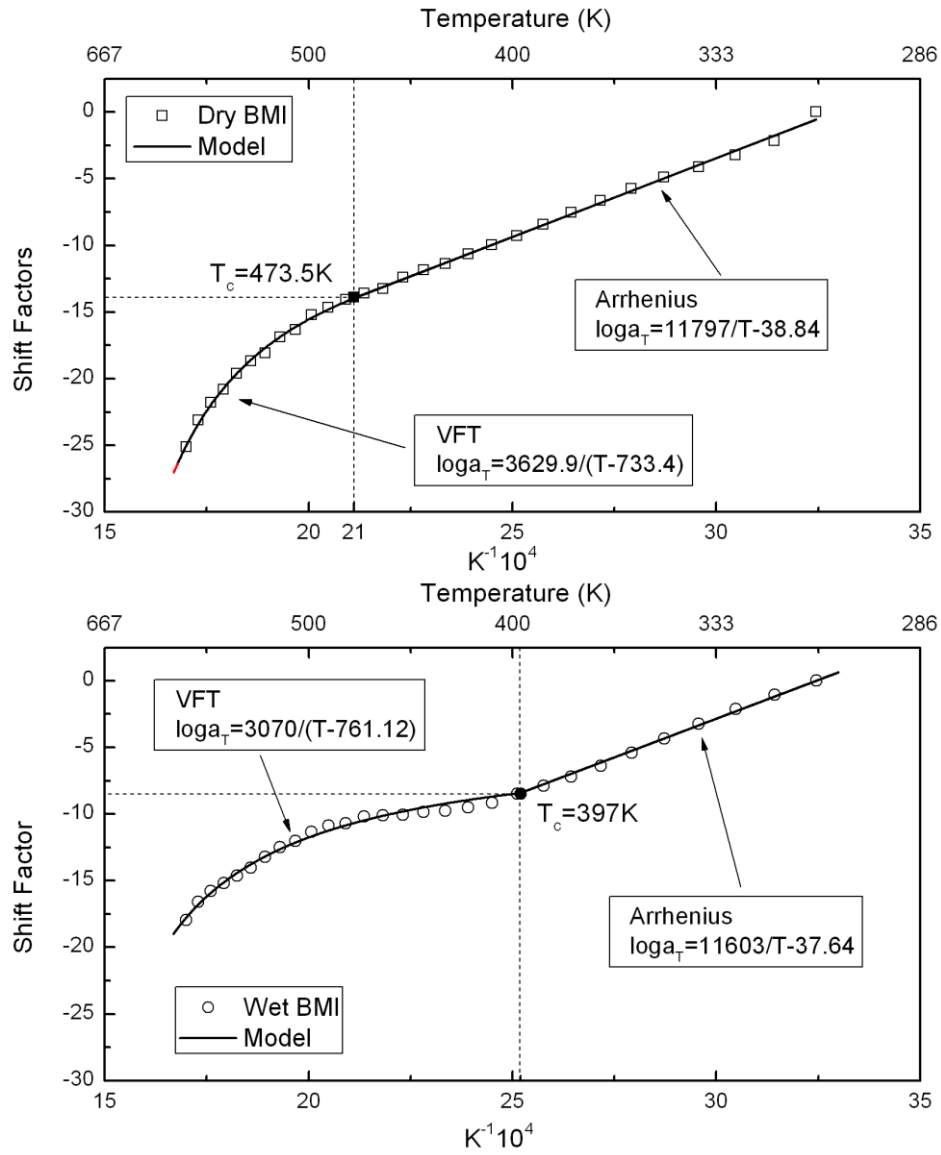 Temperature (K)
667 500 400 333 286
0
-5
-10
-15
-20
-25
-30
Shift Factors
Dry BMI
Model
T_c=473.5K
Arrhenius
loga_T=11797/T-38.84
VFT
loga_T=3629.9/(T-733.4)
15 20 21 25 30 35
K^-1 10^4
Temperature (K)
667 500 400 333 286
0
-5
-10
-15
-20
-25
-30
Shift Factor
VFT
loga_T=3070/(T-761.12)
T_c=397K
Arrhenius
loga_T=11603/T-37.64
Wet BMI
Model
15 20 25 30 35
K^-1 10^4